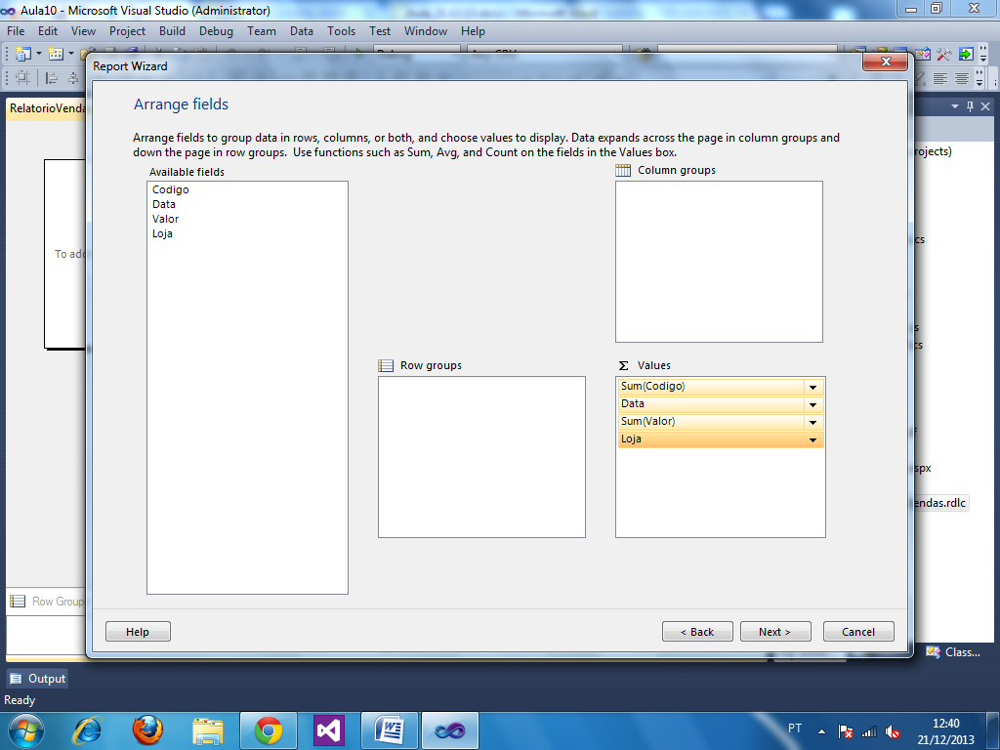 Aula10 - Microsoft Visual Studio (Administrator)
File Edit View Project Build Debug Team Data Tools Test Window Help
Report Wizard
RelatorioVenda
Arrange fields
Arrange fields to group data in rows, columns, or both, and choose values to display. Data expands across the page in column groups and
down the page in row groups. Use functions such as Sum, Avg, and Count on the fields in the Values box.
rojects)
Available fields
Codigo
Data
Valor
Loja
Column groups
cs
To add
s
cs
Row groups
Σ Values
Sum(Codigo)
Data
Sum(Valor)
Loja
spx
endas.rdlc
Row Group
Help
< Back
Next >
Cancel
Class...
Output
Ready
PT
12:40
21/12/2013